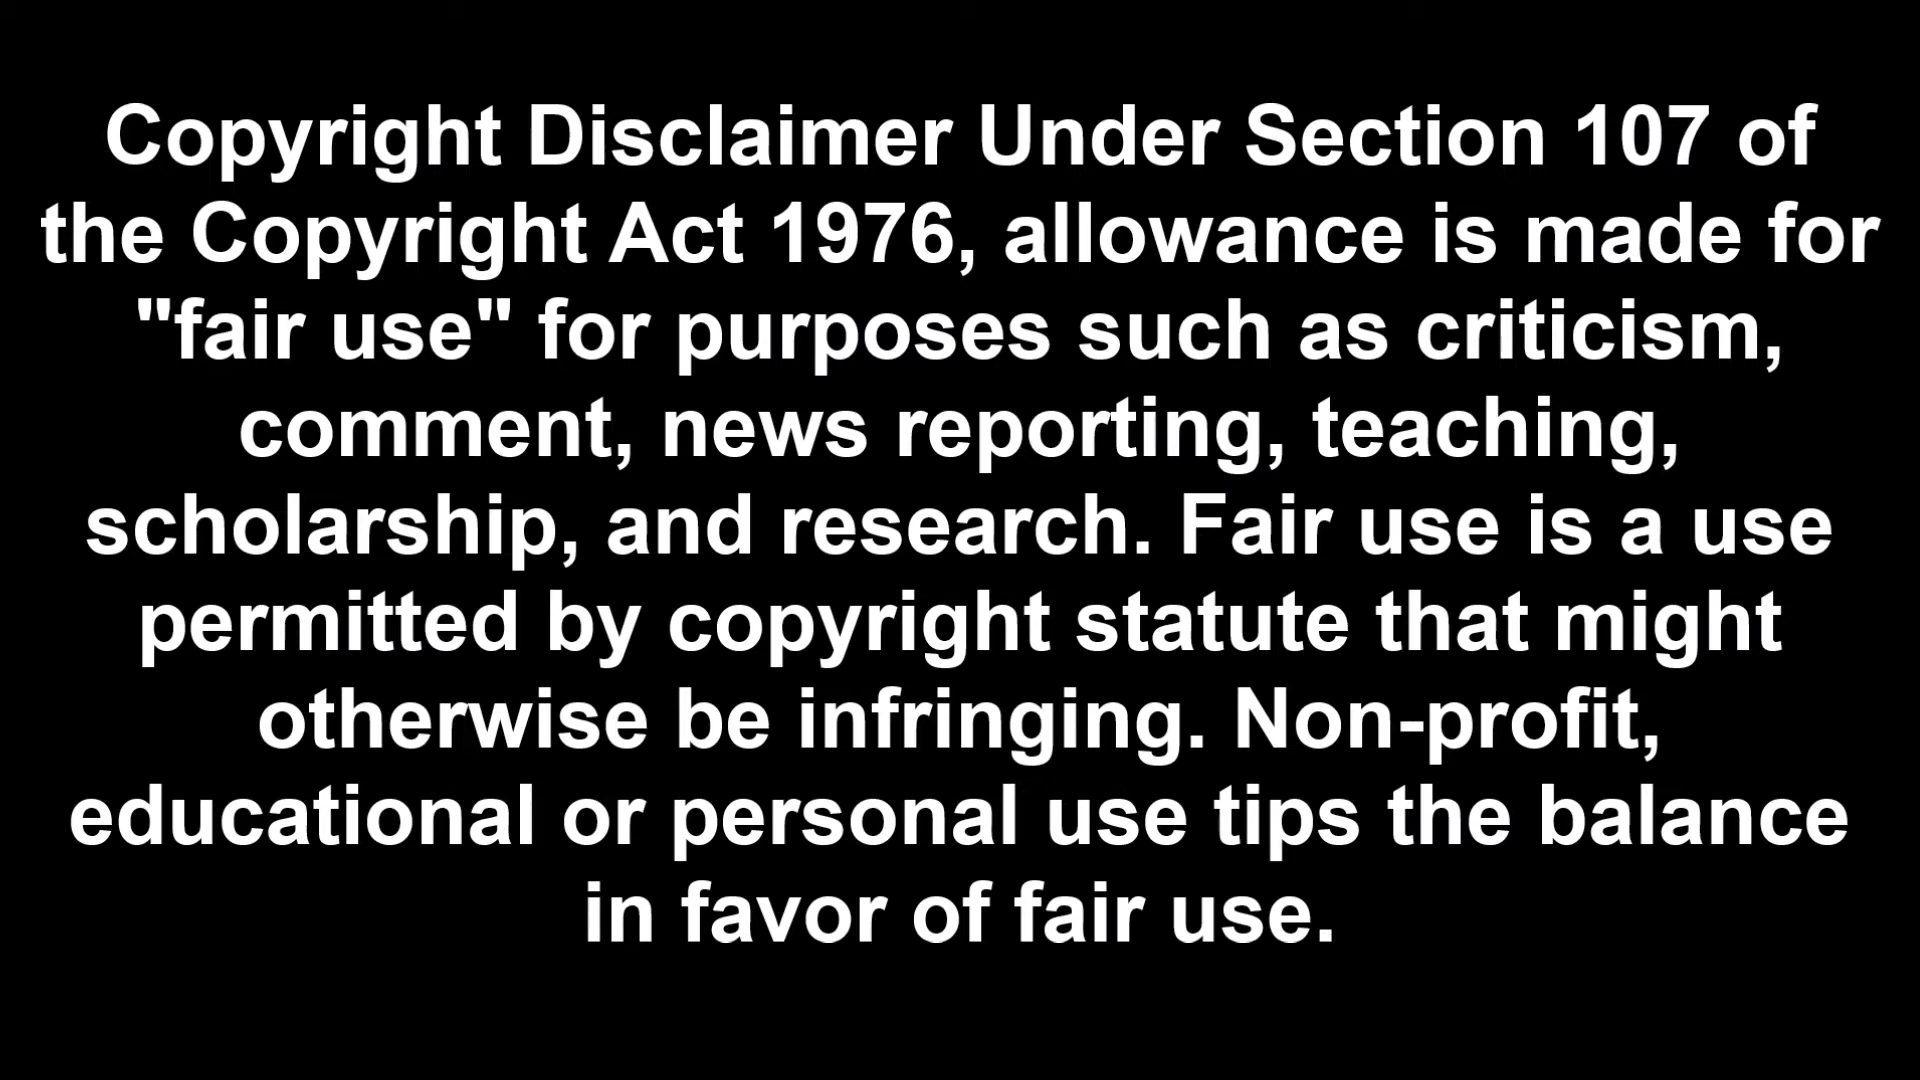 Copyright Disclaimer Under Section 107 of
the Copyright Act 1976, allowance is made for
"fair use" for purposes such as criticism,
comment, news reporting, teaching,
scholarship, and research. Fair use is a use
permitted by copyright statute that might
otherwise be infringing. Non-profit,
educational or personal use tips the balance
in favor of fair use.